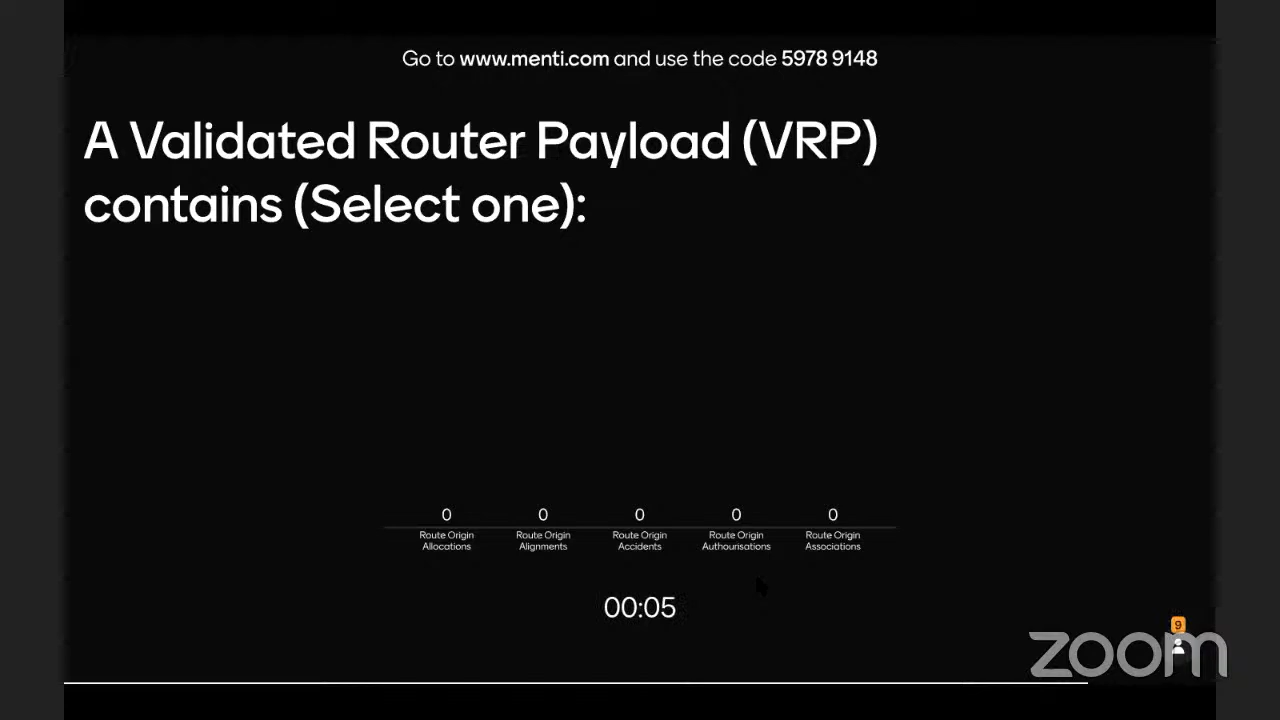 Go to www.menti.com and use the code 5978 9148
A Validated Router Payload (VRP)
contains (Select one):
0 0 0 0 0
Route Origin Route Origin Route Origin Route Origin Route Origin
Allocations Alignments Accidents Authourisations Associations
00:05
9
zoom